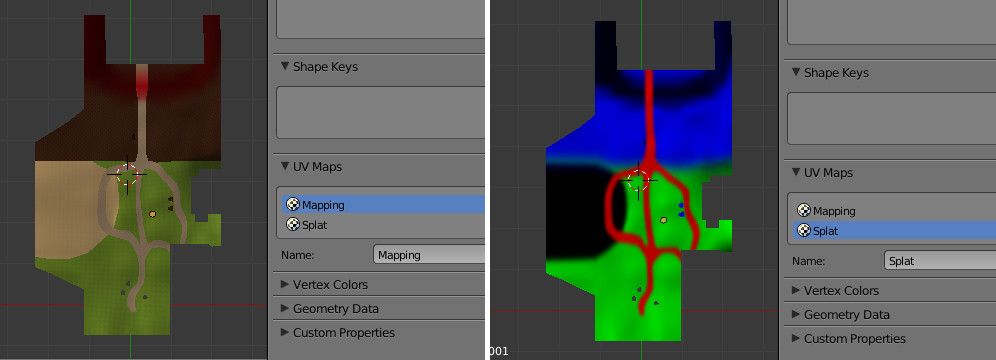 Shape Keys
UV Maps
Mapping
Splat
Name: Mapping
Vertex Colors
Geometry Data
Custom Properties
001
Shape Keys
UV Maps
Mapping
Splat
Name: Splat
Vertex Colors
Geometry Data
Custom Properties